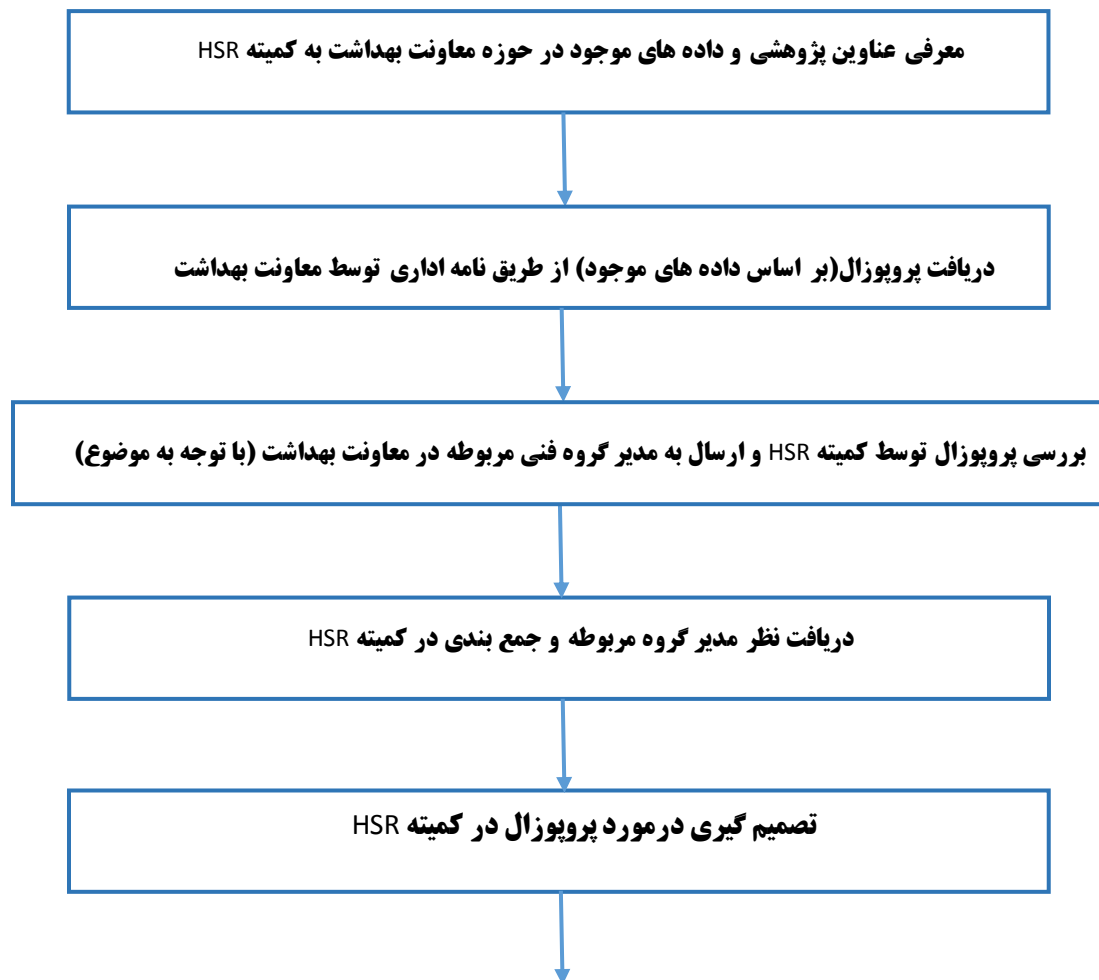 معرفی عناوین پژوهشی و داده های موجود در حوزه معاونت بهداشت به کمیته HSR
دریافت پروپوزال(بر اساس داده های موجود) از طریق نامه اداری توسط معاونت بهداشت
بررسی پروپوزال توسط کمیته HSR و ارسال به مدیر گروه فنی مربوطه در معاونت بهداشت (با توجه به موضوع)
دریافت نظر مدیر گروه مربوطه و جمع بندی در کمیته HSR
تصمیم گیری درمورد پروپوزال در کمیته HSR